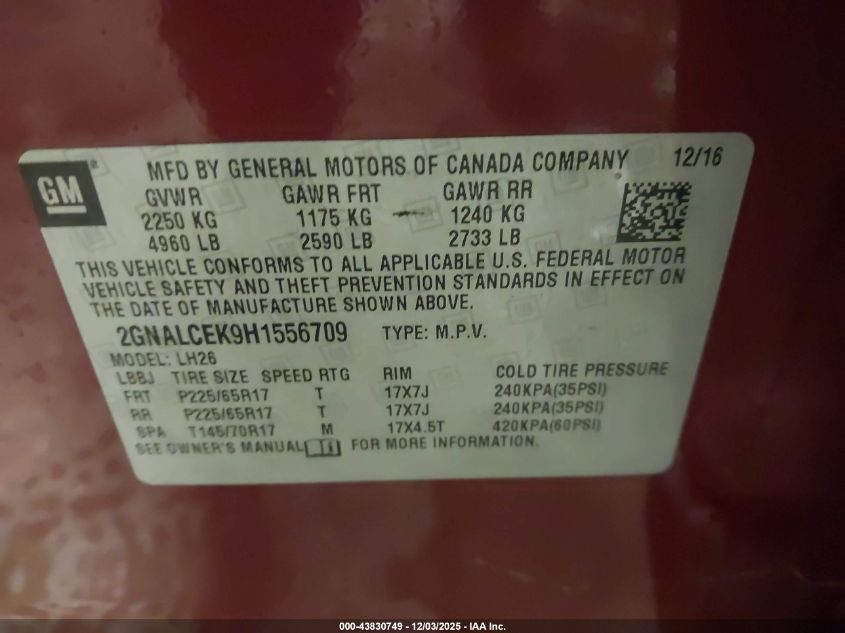 GM® MFD BY GENERAL MOTORS OF CANADA COMPANY 12/16
GVWR GAWR FRT GAWR RR
2250 KG 1175 KG 1240 KG
4960 LB 2590 LB 2733 LB
THIS VEHICLE CONFORMS TO ALL APPLICABLE U.S. FEDERAL MOTOR
VEHICLE SAFETY AND THEFT PREVENTION STANDARDS IN EFFECT ON
THE DATE OF MANUFACTURE SHOWN ABOVE.
2GNALCEK9H1556709 TYPE: M.P.V.
MODEL: LH26
LBBJ TIRE SIZE SPEED RTG RIM COLD TIRE PRESSURE
FRT P225/65R17 T 17X7J 240KPA(35PSI)
RR P225/65R17 T 17X7J 240KPA(35PSI)
SPA T145/70R17 M 17X4.5T 420KPA(60PSI)
SEE OWNER'S MANUAL FOR MORE INFORMATION.
000-43830749 - 12/03/2025 - IAA Inc.